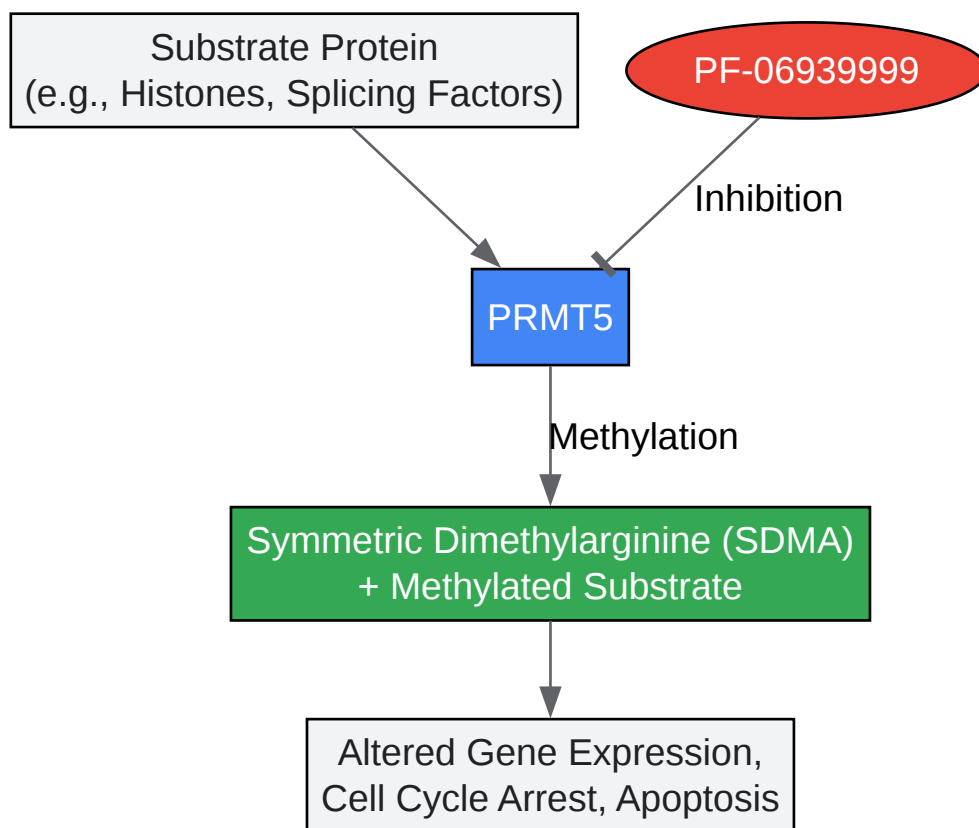 Substrate Protein
(e.g., Histones, Splicing Factors)
PF-06939999
Inhibition
PRMT5
Methylation
Symmetric Dimethylarginine (SDMA)
+ Methylated Substrate
Altered Gene Expression,
Cell Cycle Arrest, Apoptosis